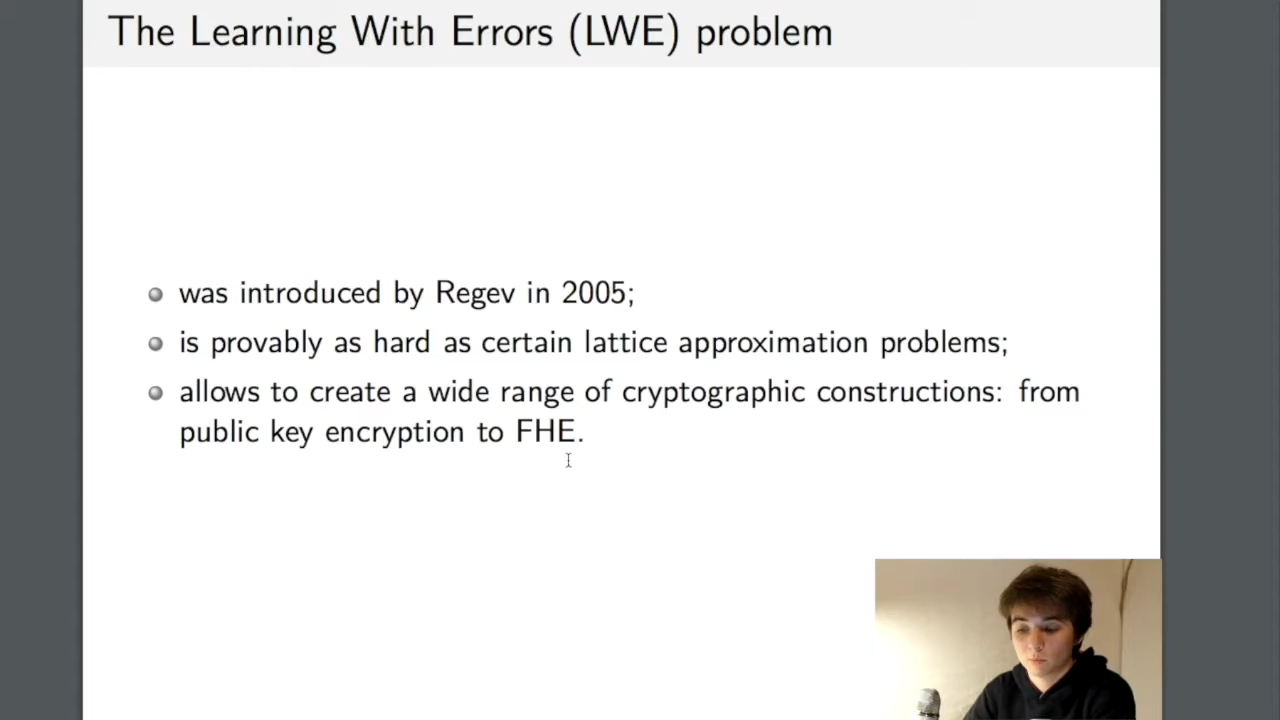 The Learning With Errors (LWE) problem
was introduced by Regev in 2005;
is provably as hard as certain lattice approximation problems;
allows to create a wide range of cryptographic constructions: from
public key encryption to FHE.